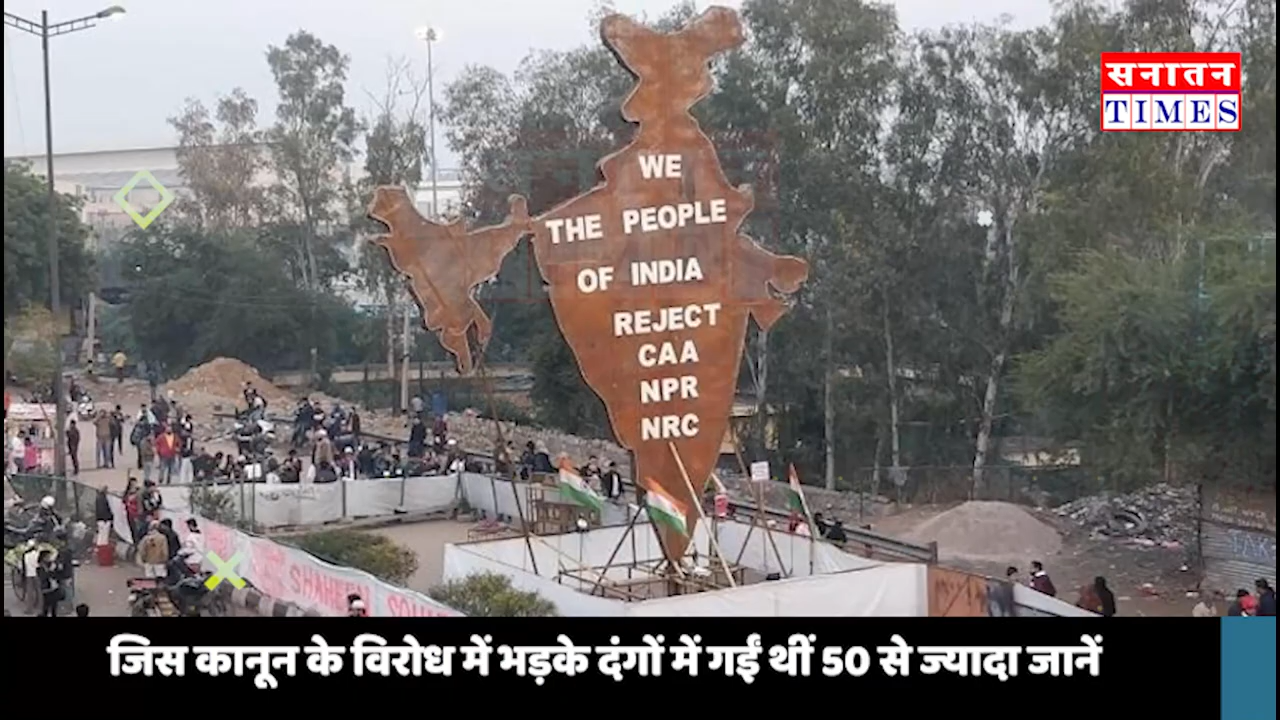 सनातन
TIMES
WE
THE PEOPLE
OF INDIA
REJECT
CAA
NPR
NRC
SHAHEEN
जिस कानून के विरोध में भड़के दंगों में गईं थीं 50 से ज्यादा जानें